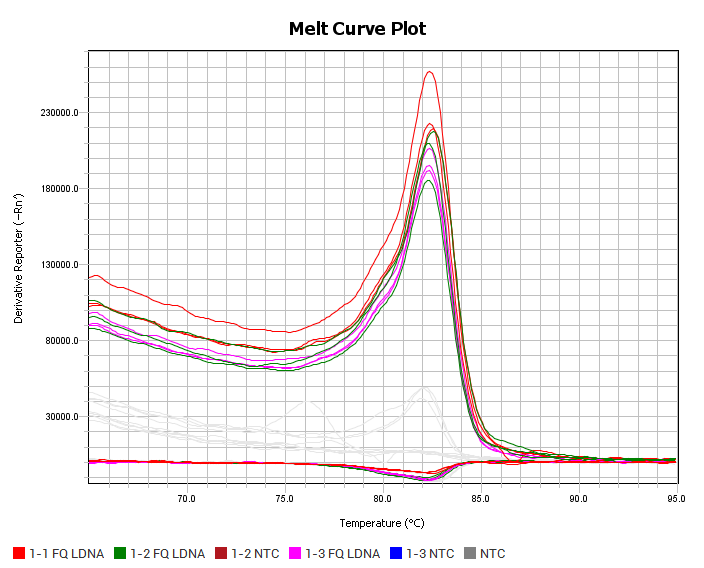 Melt Curve Plot
Derivative Reporter (-Rn')
230000.0
180000.0
130000.0
80000.0
30000.0
70.0 75.0 80.0 85.0 90.0 95.0
Temperature (°C)
1-1 FQ LDNA 1-2 FQ LDNA 1-2 NTC 1-3 FQ LDNA 1-3 NTC NTC